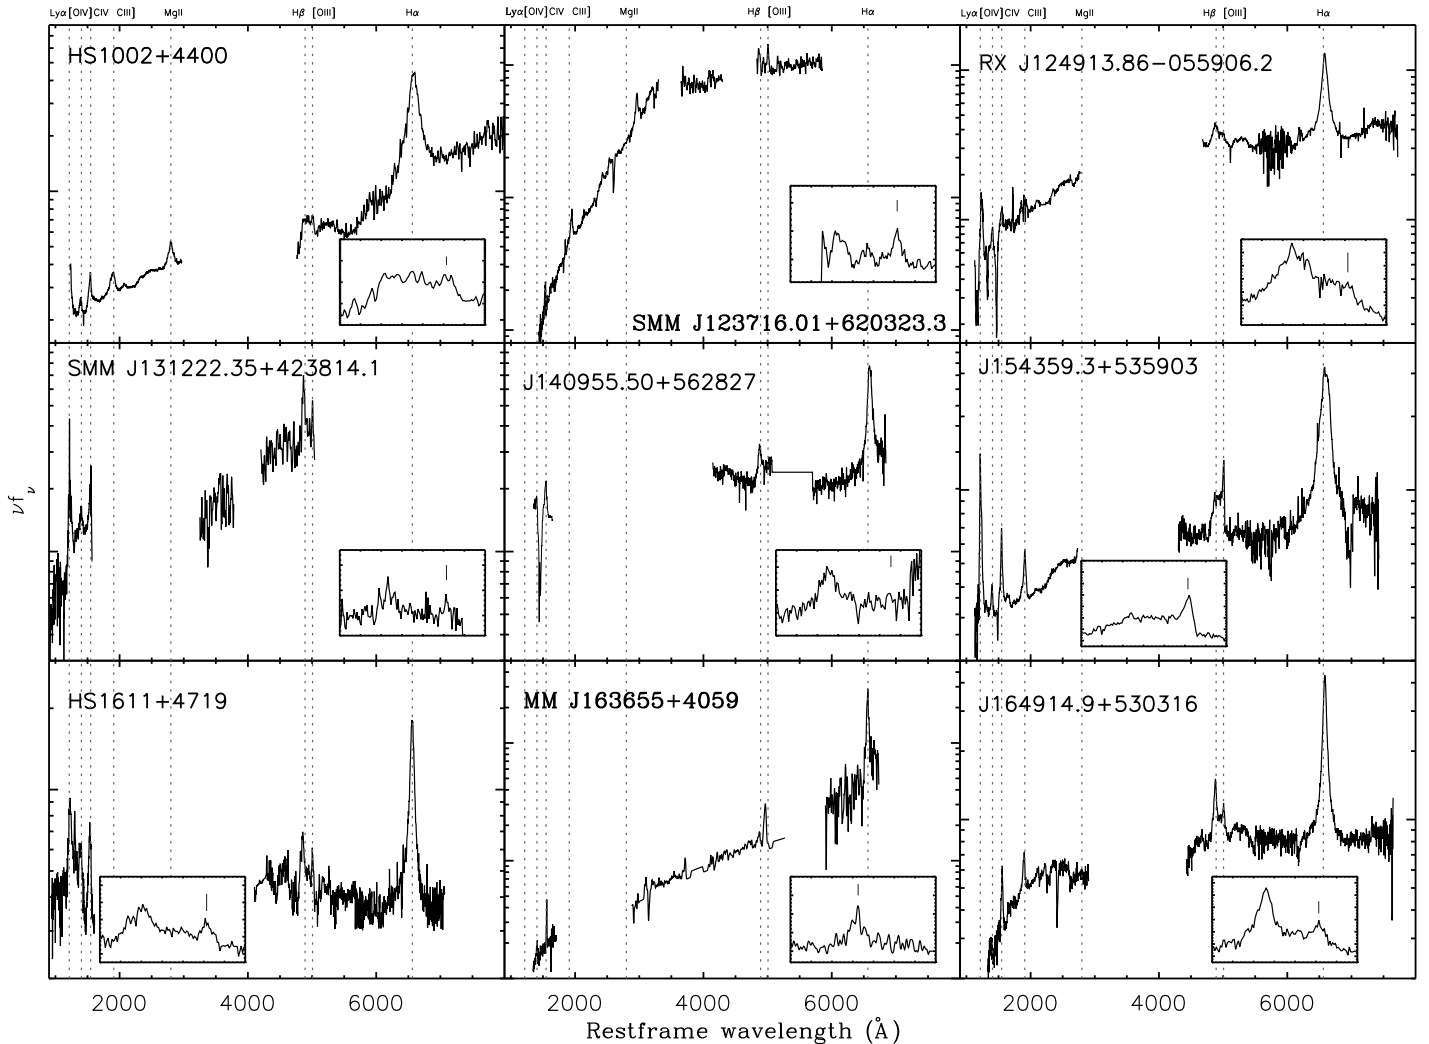 Lyα [OIV] CIV CIII] MgII Hβ [OIII] Hα Lyα [OIV] CIV CIII] MgII Hβ [OIII] Hα Lyα [OIV] CIV CIII] MgII Hβ [OIII] Hα
HS1002+4400
SMM J123716.01+620323.3
RX J124913.86−055906.2
SMM J131222.35+423814.1
J140955.50+562827
J154359.3+535903
HS1611+4719
MM J163655+4059
J164914.9+530316
νfν
2000 4000 6000 2000 4000 6000 2000 4000 6000
Restframe wavelength (Å)